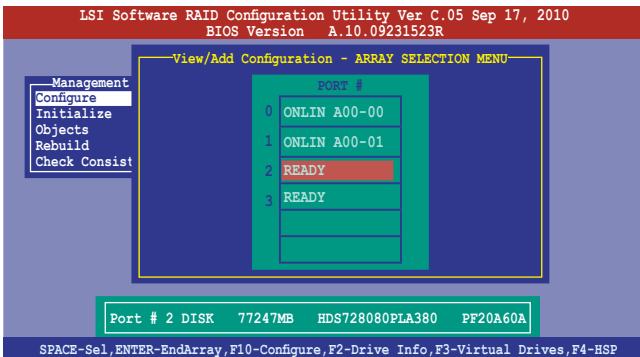 LSI Software RAID Configuration Utility Ver C.05 Sep 17, 2010
BIOS Version A.10.09231523R
View/Add Configuration - ARRAY SELECTION MENU
Management
Configure
Initialize
Objects
Rebuild
Check Consist
PORT #
0 ONLIN A00-00
1 ONLIN A00-01
2 READY
3 READY
Port # 2 DISK 77247MB HDS728080PLA380 PF20A60A
SPACE-Sel,ENTER-EndArray,F10-Configure,F2-Drive Info,F3-Virtual Drives,F4-HSP